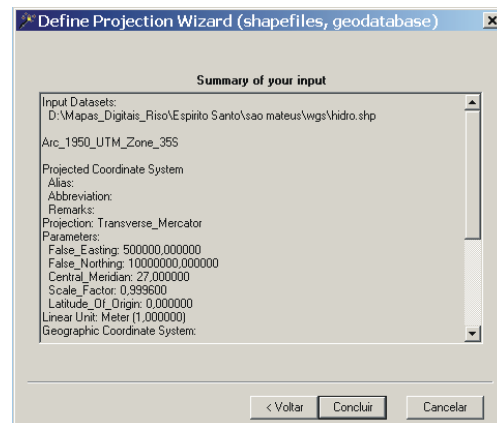 Define Projection Wizard (shapefiles, geodatabase)
Summary of your input
Input Datasets:
D:\Mapas_Digitais_Riso\Espirito Santo\sao mateus\wgs\hidro.shp
Arc_1950_UTM_Zone_35S
Projected Coordinate System
Alias:
Abbreviation:
Remarks:
Projection: Transverse_Mercator
Parameters:
False_Easting: 500000,000000
False_Northing: 10000000,000000
Central_Meridian: 27,000000
Scale_Factor: 0,999600
Latitude_Of_Origin: 0,000000
Linear Unit: Meter (1,000000)
Geographic Coordinate System:
< Voltar Concluir Cancelar